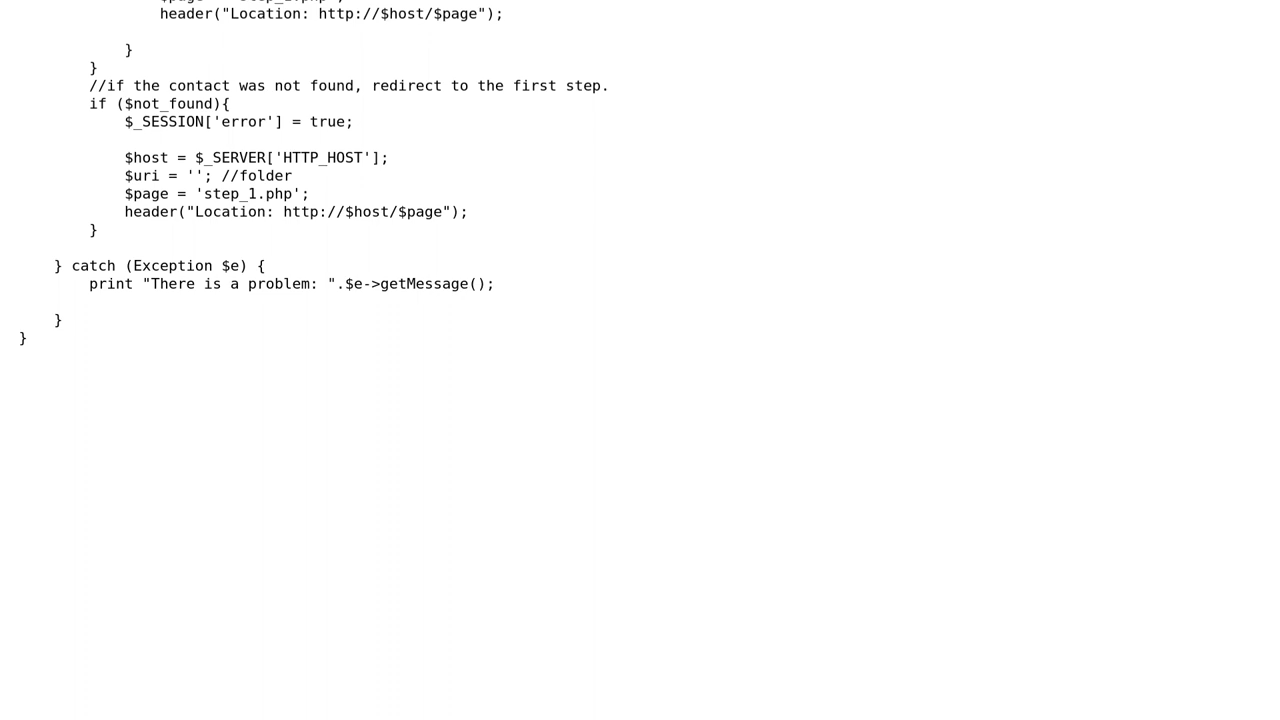 header("Location: http://$host/$page");
}
}
//if the contact was not found, redirect to the first step.
if ($not_found){
$_SESSION['error'] = true;
$host = $_SERVER['HTTP_HOST'];
$uri = ''; //folder
$page = 'step_1.php';
header("Location: http://$host/$page");
}
} catch (Exception $e) {
print "There is a problem: ".$e->getMessage();
}
}